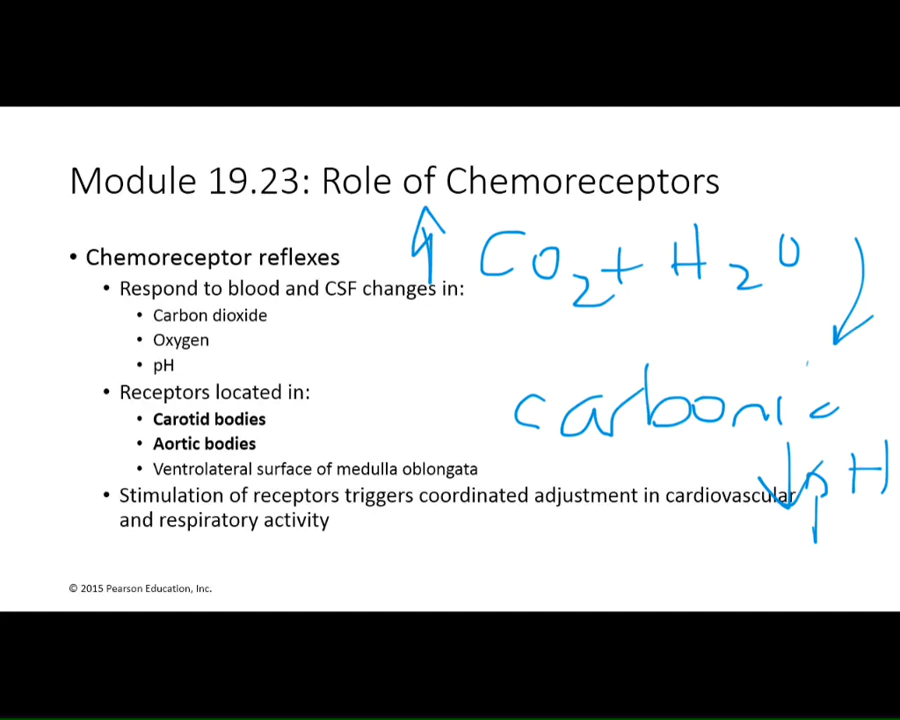 Module 19.23: Role of Chemoreceptors
• Chemoreceptor reflexes
↑ CO2 + H2O
• Respond to blood and CSF changes in:
• Carbon dioxide
• Oxygen
• pH
• Receptors located in:
carbonic
• Carotid bodies
• Aortic bodies
• Ventrolateral surface of medulla oblongata
↓pH
• Stimulation of receptors triggers coordinated adjustment in cardiovascular
and respiratory activity
© 2015 Pearson Education, Inc.